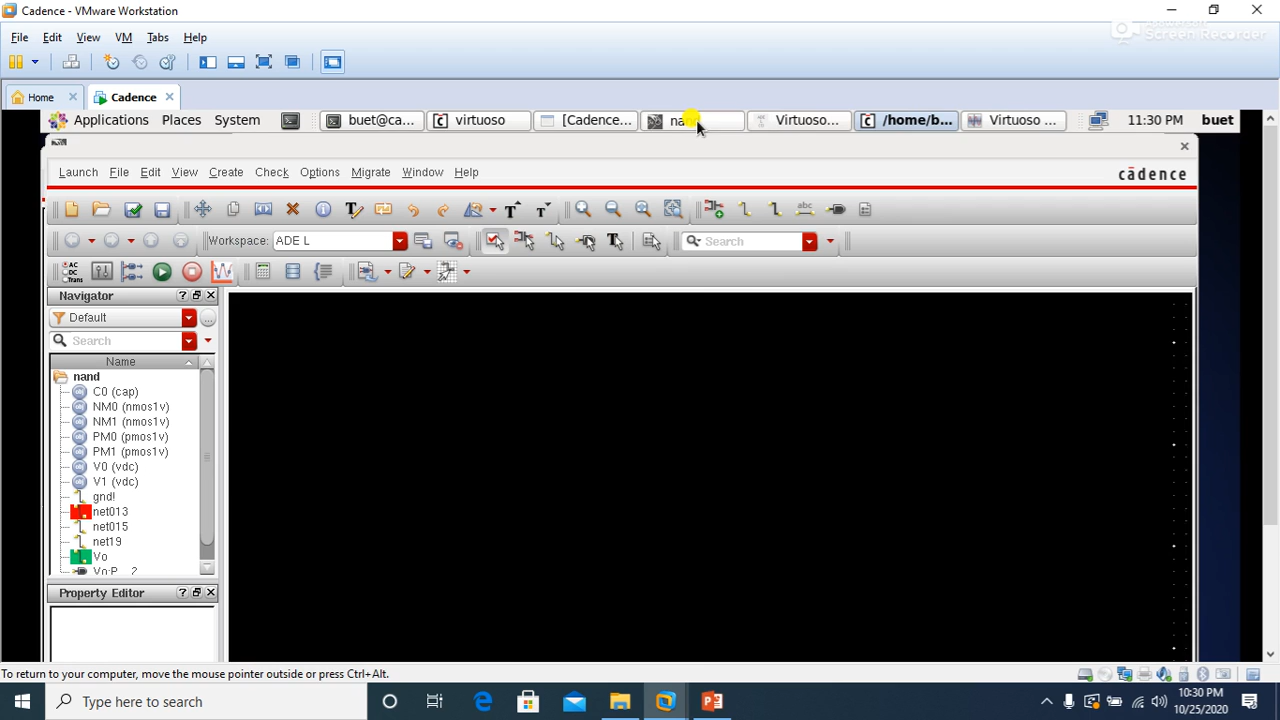 Cadence - VMware Workstation
File Edit View VM Tabs Help
Screen Recorder
Home Cadence
Applications Places System buet@ca... virtuoso [Cadence... Virtuoso... /home/b... Virtuoso ... 11:30 PM buet
Launch File Edit View Create Check Options Migrate Window Help cādence
Workspace: ADE L Search
Navigator
Default
Search
Name
nand
C0 (cap)
NM0 (nmos1v)
NM1 (nmos1v)
PM0 (pmos1v)
PM1 (pmos1v)
V0 (vdc)
V1 (vdc)
gnd!
net013
net015
net19
Vo
Property Editor
To return to your computer, move the mouse pointer outside or press Ctrl+Alt.
Type here to search
10:30 PM
10/25/2020